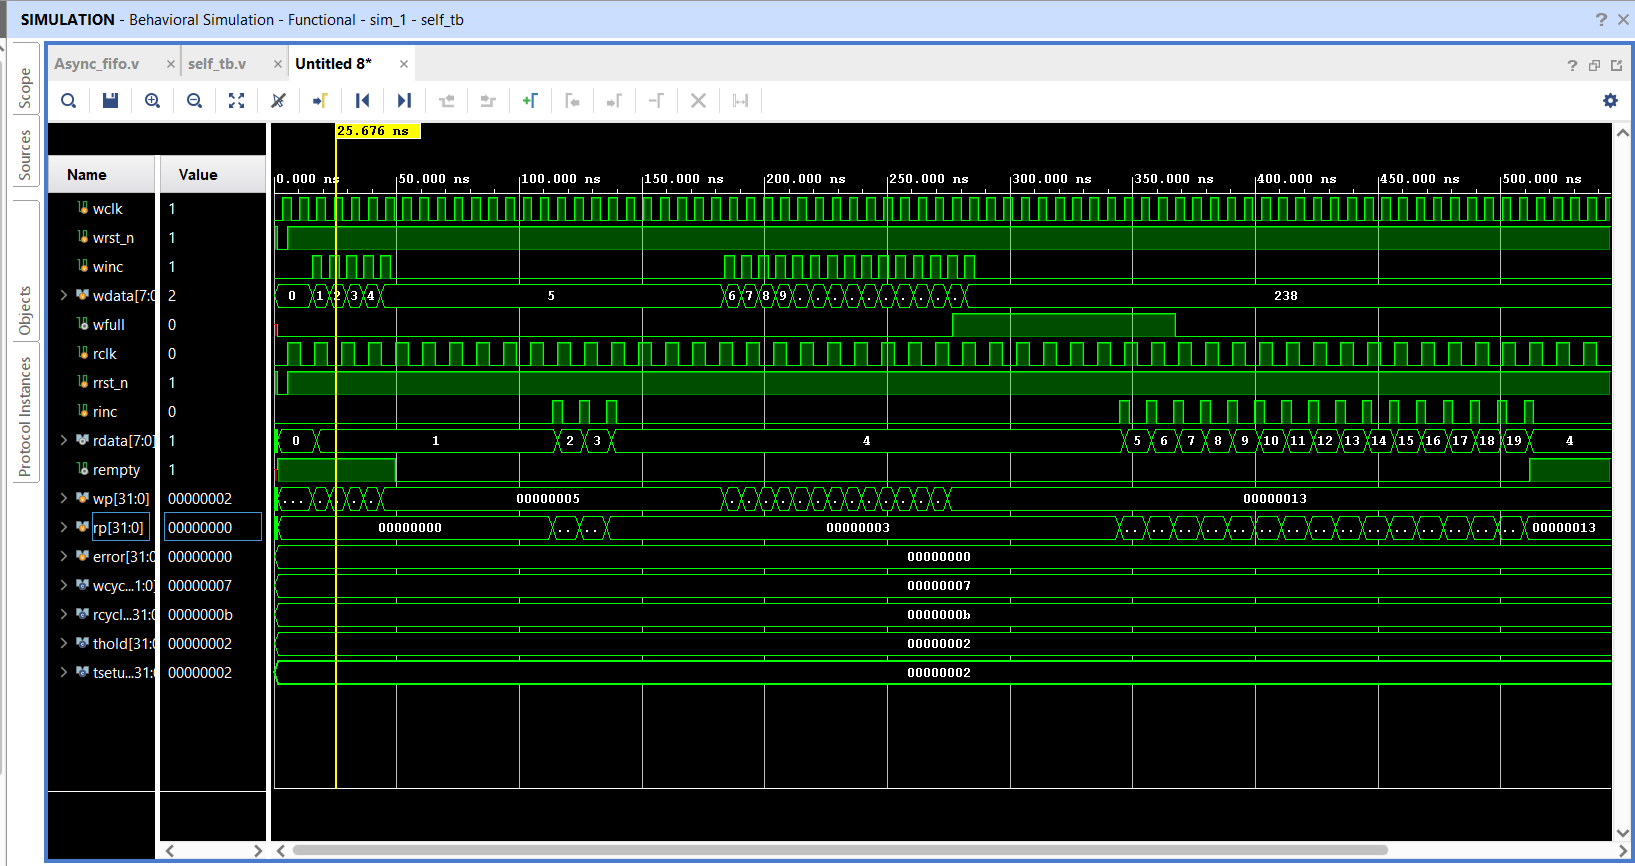 SIMULATION - Behavioral Simulation - Functional - sim_1 - self_tb
Scope
Sources
Objects
Protocol Instances
Async_fifo.v
self_tb.v
Untitled 8*
25.676 ns
0.000 ns 50.000 ns 100.000 ns 150.000 ns 200.000 ns 250.000 ns 300.000 ns 350.000 ns 400.000 ns 450.000 ns 500.000 ns
Name Value
wclk 1
wrst_n 1
winc 1
wdata[7:0 2 0 1 2 3 4 5 6 7 8 9 . . . . . . . . . . 238
wfull 0
rclk 0
rrst_n 1
rinc 0
rdata[7:0] 1 0 1 2 3 4 5 6 7 8 9 10 11 12 13 14 15 16 17 18 19 4
rempty 1
wp[31:0] 00000002 ... . . . . 00000005 . . . . . . . . . . . . . 00000013
rp[31:0] 00000000 00000000 .. .. 00000003 .. .. .. .. .. .. .. .. .. .. .. .. .. .. .. 00000013
error[31:0 00000000 00000000
wcyc...1:0] 00000007 00000007
rcycl...31:0 0000000b 0000000b
thold[31:0 00000002 00000002
tsetu...31: 00000002 00000002